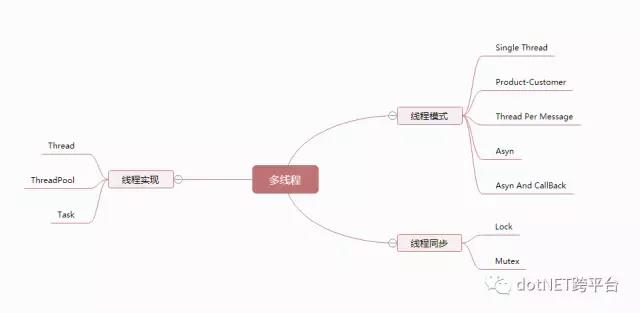 多线程
线程实现
Thread
ThreadPool
Task
线程模式
Single Thread
Product-Customer
Thread Per Message
Asyn
Asyn And CallBack
线程同步
Lock
Mutex
dotNET跨平台